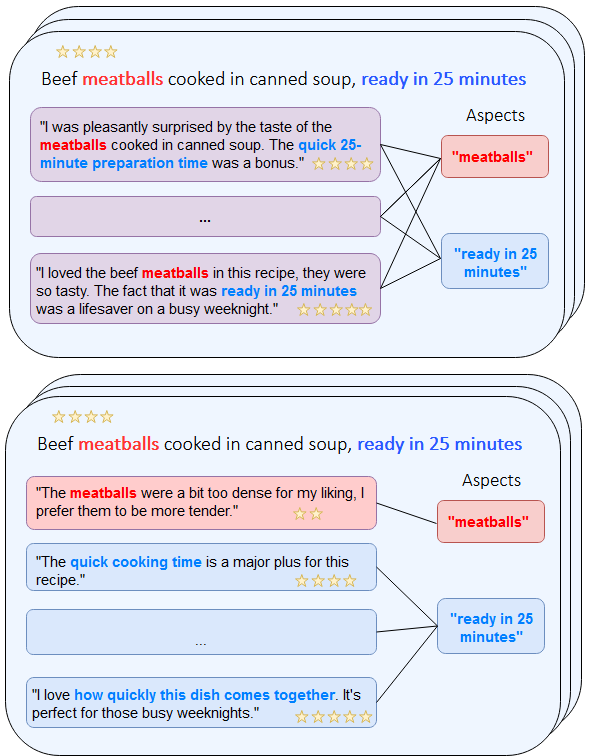 Beef meatballs cooked in canned soup, ready in 25 minutes
Aspects
"I was pleasantly surprised by the taste of the
meatballs cooked in canned soup. The quick 25-
minute preparation time was a bonus."
"meatballs"
...
"ready in 25
minutes"
"I loved the beef meatballs in this recipe, they were
so tasty. The fact that it was ready in 25 minutes
was a lifesaver on a busy weeknight."
Beef meatballs cooked in canned soup, ready in 25 minutes
Aspects
"The meatballs were a bit too dense for my liking, I
prefer them to be more tender."
"meatballs"
"The quick cooking time is a major plus for this
recipe."
"ready in 25
minutes"
...
"I love how quickly this dish comes together. It's
perfect for those busy weeknights."